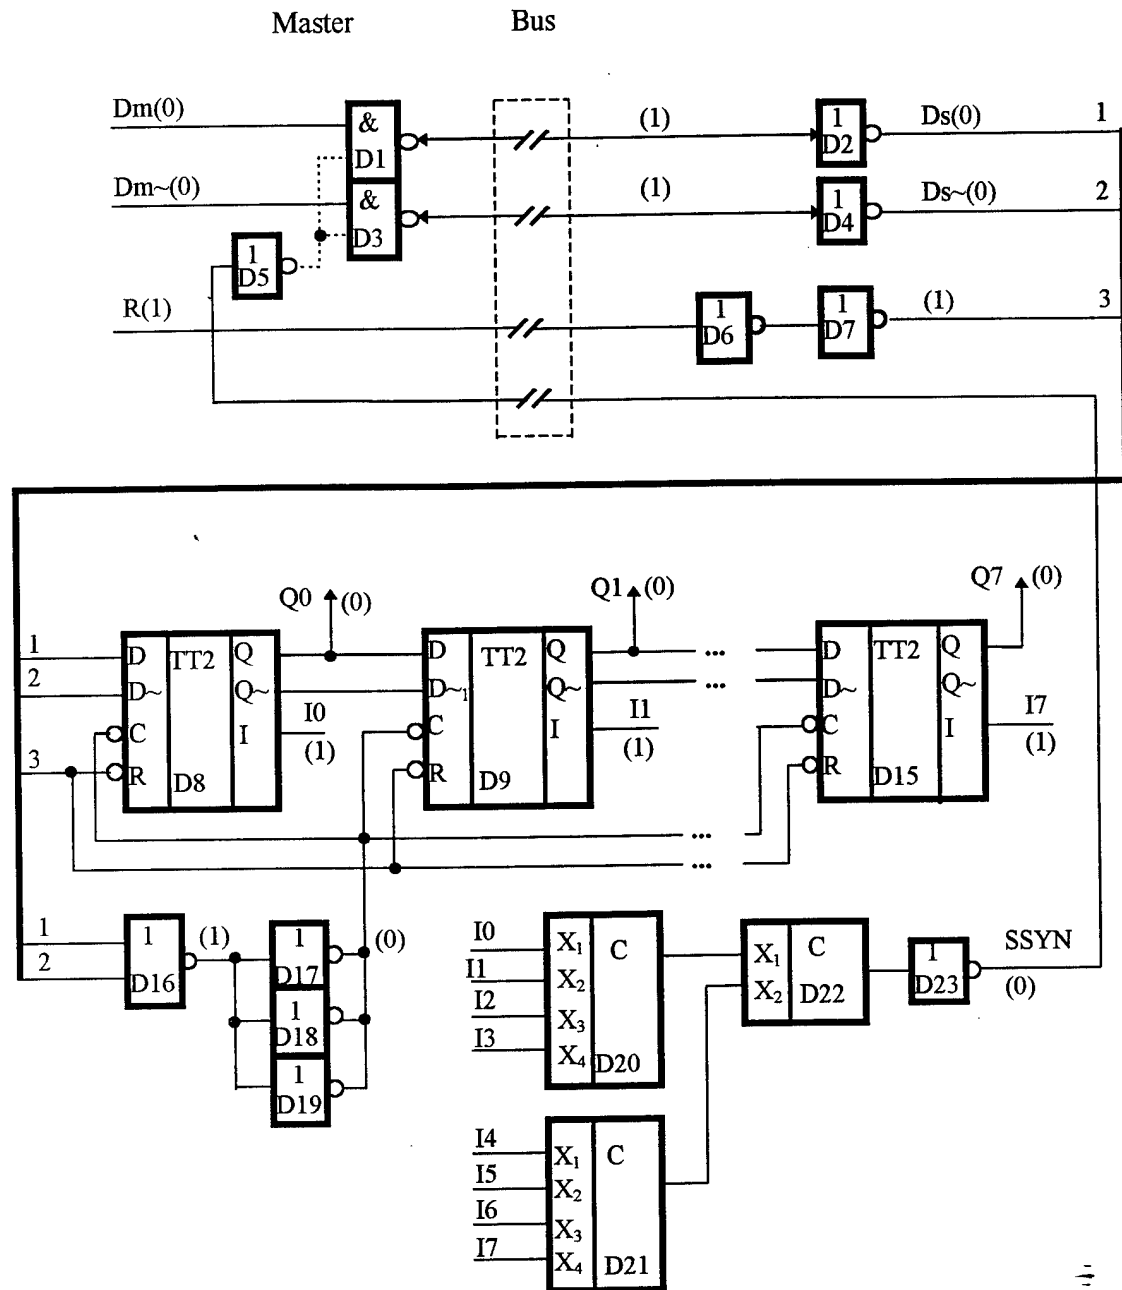 Master Bus
Dm(0) & D1 (1) 1 D2 Ds(0) 1
Dm~(0) & D3 (1) 1 D4 Ds~(0) 2
1 D5
R(1) 1 D6 1 D7 (1) 3
Q0 (0) Q1 (0) Q7 (0)
1 D TT2 Q D TT2 Q ... D TT2 Q
2 D~ Q~ D~1 Q~ ... D~ Q~
C I I0 (1) C I I1 (1) C I I7 (1)
3 R D8 R D9 R D15
...
...
1 1 (1) 1 (0)
2 D16 D17
1 D18
1 D19
I0 X1 C X1 C 1 SSYN
I1 X2 X2 D22 D23 (0)
I2 X3
I3 X4 D20
I4 X1 C
I5 X2
I6 X3
I7 X4 D21